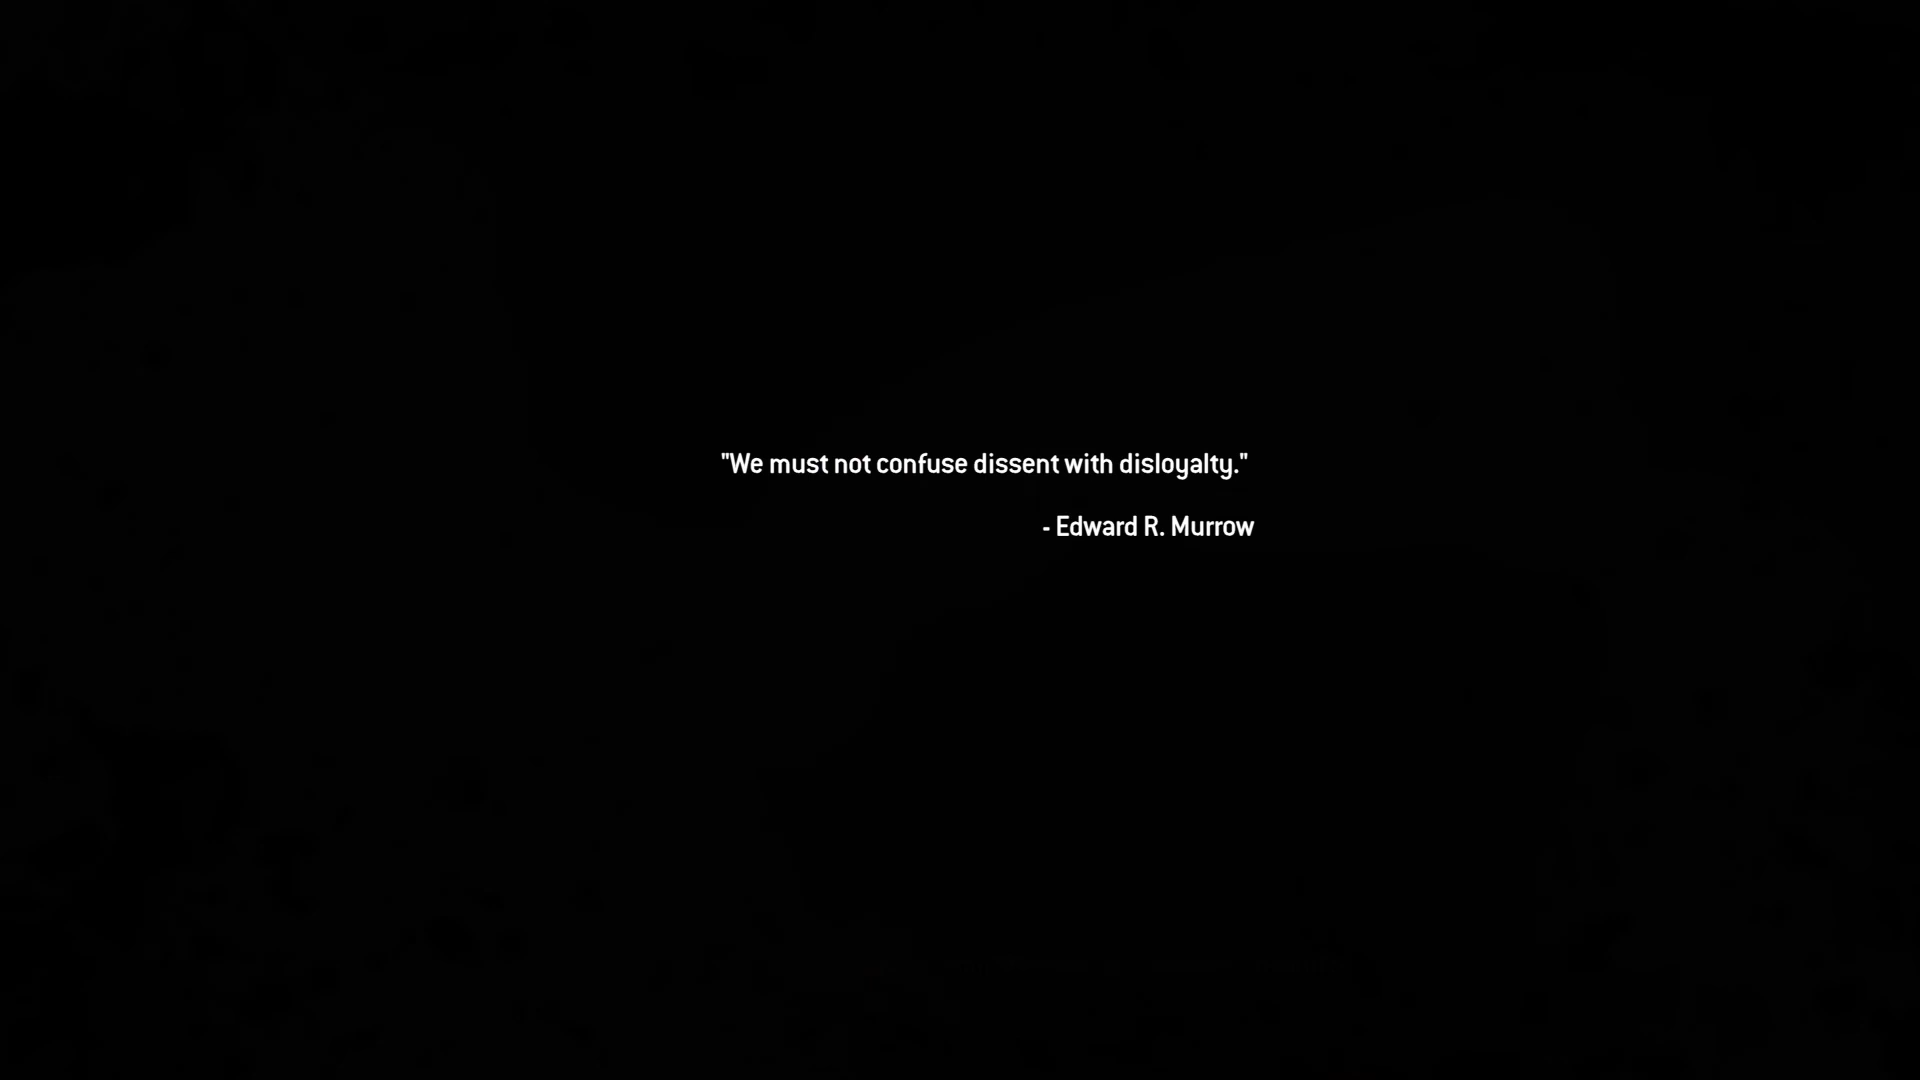 "We must not confuse dissent with disloyalty."
- Edward R. Murrow